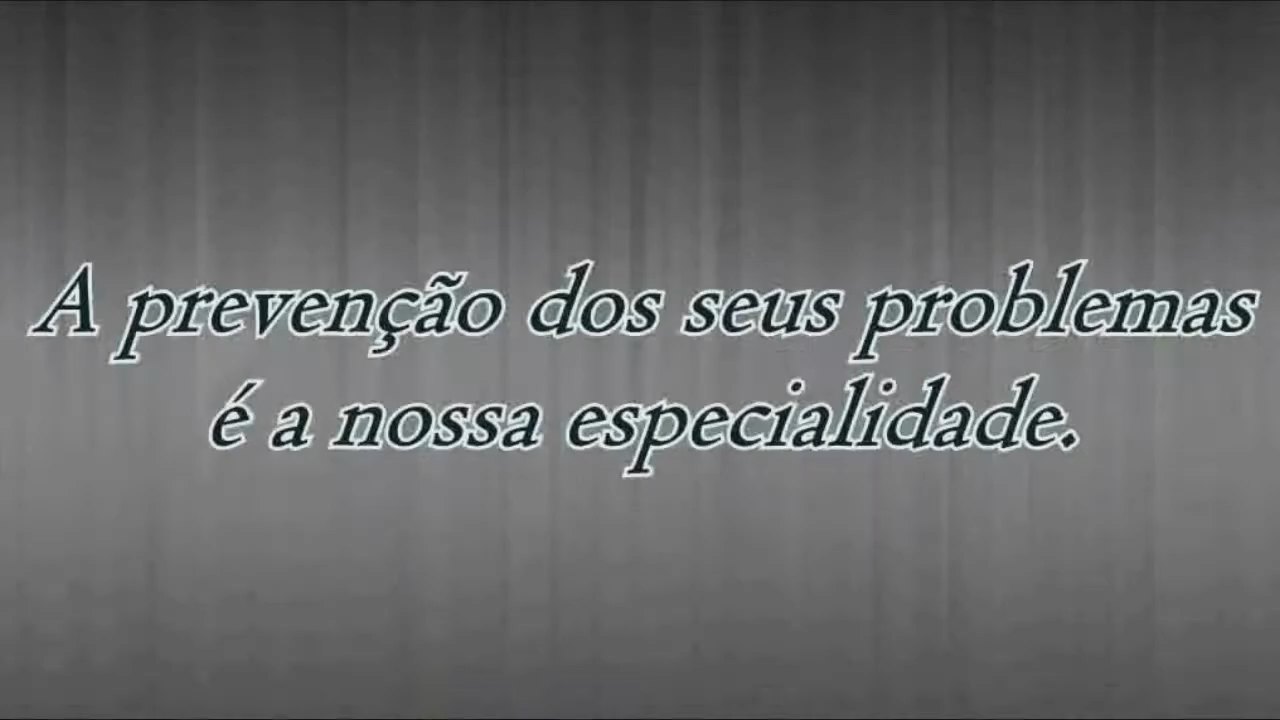 A prevenção dos seus problemas
é a nossa especialidade.